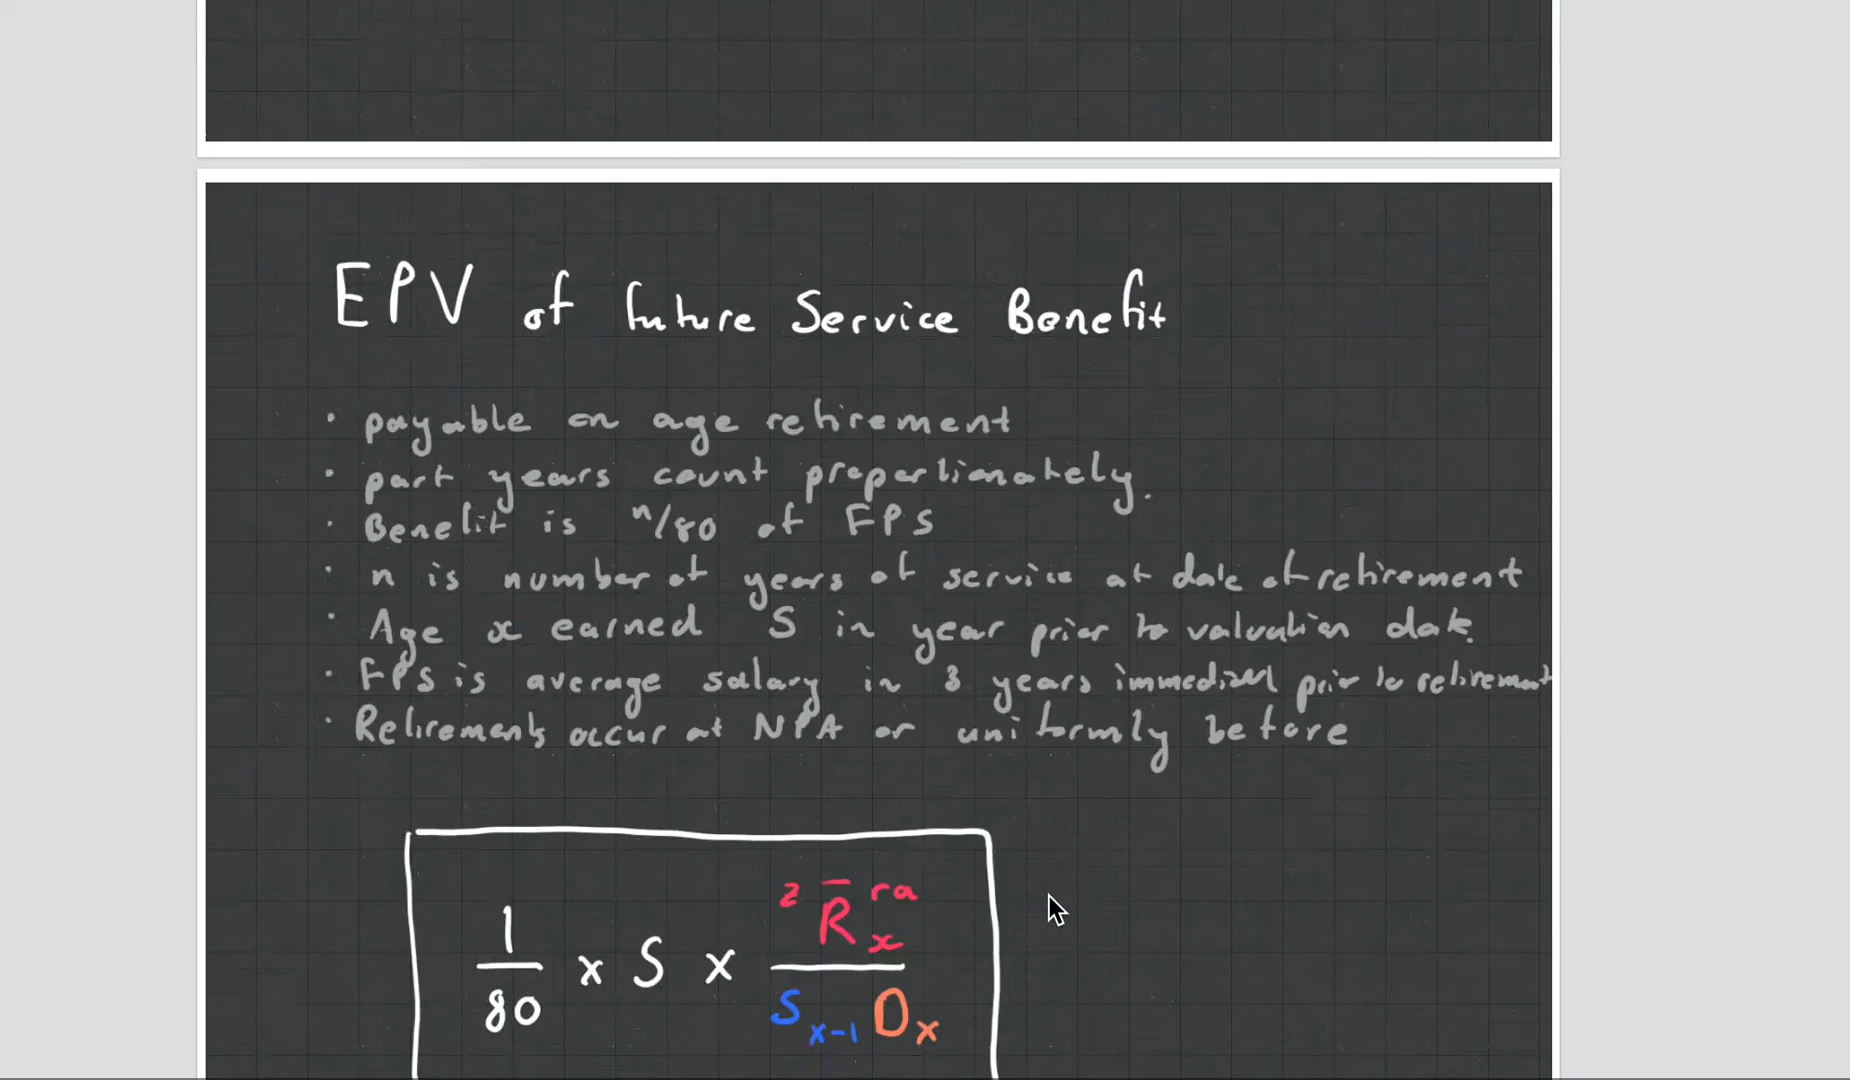 EPV of Future Service Benefit
· payable on age retirement
· part years count proportionately.
· Benefit is n/80 of FPS
· n is number of years of service at date of retirement
· Age x earned S in year prior to valuation date.
· FPS is average salary in 3 years immediael prior to retirement
· Retirements occur at NPA or uniformly before
1/80 x S x zR̄ x ra / S x-1 D x